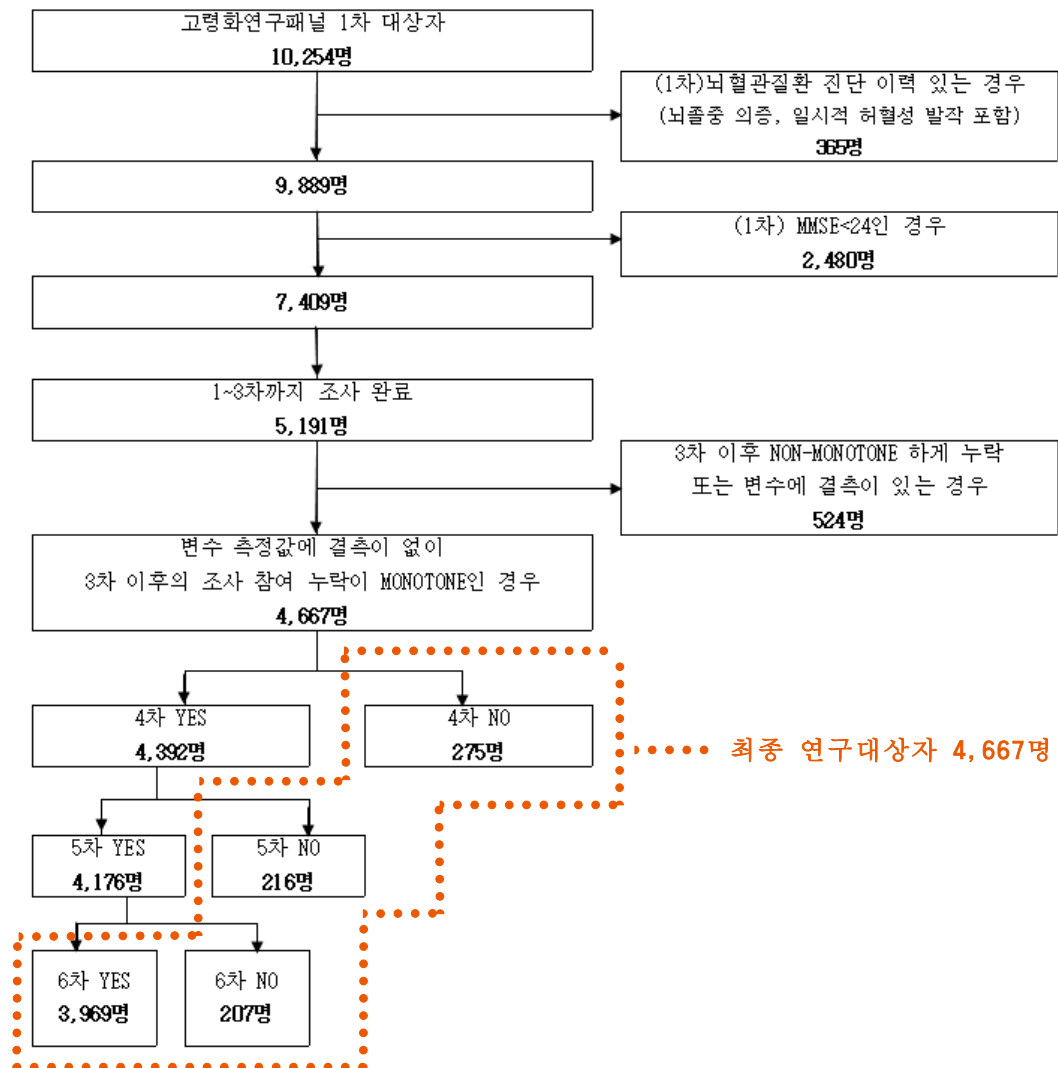 고령화연구패널 1차 대상자
10,254명
(1차)뇌혈관질환 진단 이력 있는 경우
(뇌졸중 의증, 일시적 허혈성 발작 포함)
365명
9,889명
(1차) MMSE<24인 경우
2,480명
7,409명
1~3차까지 조사 완료
5,191명
3차 이후 NON-MONOTONE 하게 누락
또는 변수에 결측이 있는 경우
524명
변수 측정값에 결측이 없이
3차 이후의 조사 참여 누락이 MONOTONE인 경우
4,667명
4차 YES
4,392명
4차 NO
275명
최종 연구대상자 4,667명
5차 YES
4,176명
5차 NO
216명
6차 YES
3,969명
6차 NO
207명